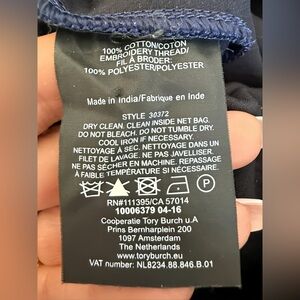 100% COTTON/COTON
EMBROIDERY THREAD/
FIL À BRODER:
100% POLYESTER/POLYESTER
Made in India/Fabrique en Inde
STYLE 30372
DRY CLEAN. CLEAN INSIDE NET BAG.
DO NOT BLEACH. DO NOT TUMBLE DRY.
COOL IRON IF NECESSARY.
NETTOYAGE À SEC. NETTOYAGE DANS UN
FILET DE LAVAGE. NE PAS JAVELLISER.
NE PAS SÉCHER EN MACHINE. REPASSAGE
À FAIBLE TEMPÉRATURE SI NÉCESSAIRE.
P
RN#111395/CA 57014
10006379 04-16
Cooperatie Tory Burch u.A
Prins Bernharplein 200
1097 Amsterdam
The Netherlands
www.toryburch.eu
VAT number: NL8234.88.846.B.01